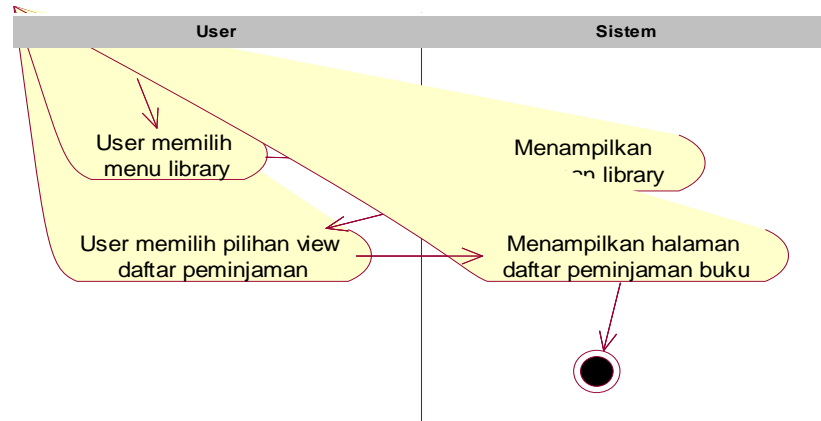 User
Sistem
User memilih
menu library
Menampilkan
library
User memilih pilihan view
daftar peminjaman
Menampilkan halaman
daftar peminjaman buku